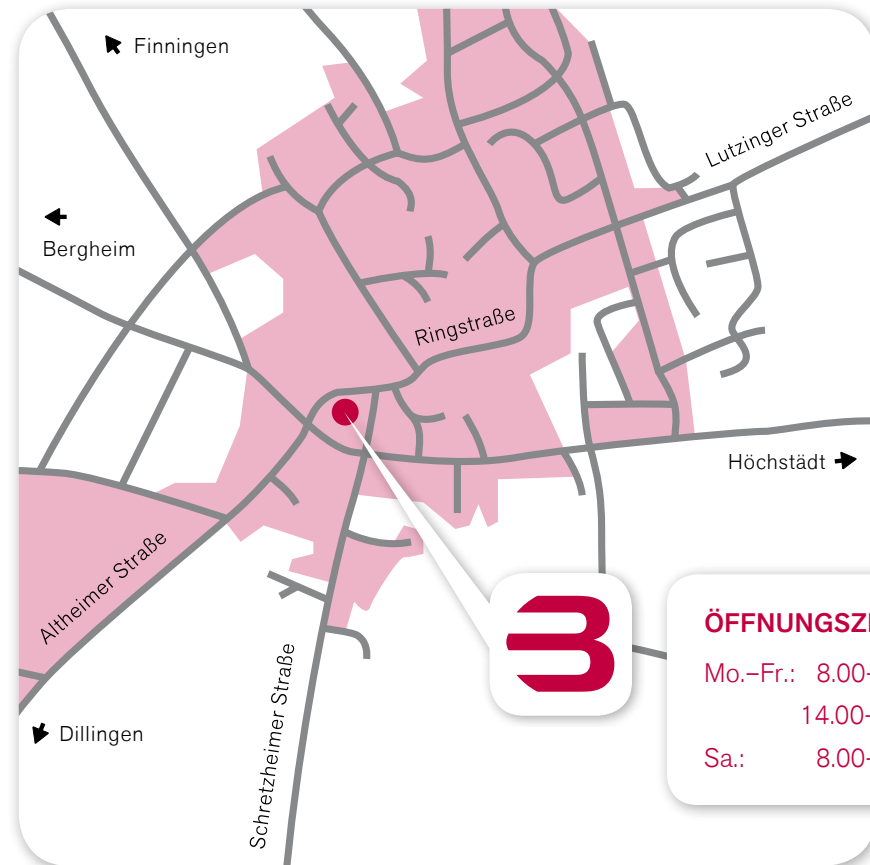 Finningen
Lutzinger Straße
Bergheim
Ringstraße
Höchstädt
Altheimer Straße
ÖFFNUNGSZ
Mo.–Fr.: 8.00–
14.00–
Sa.: 8.00–
Schretzheimer Straße
Dillingen